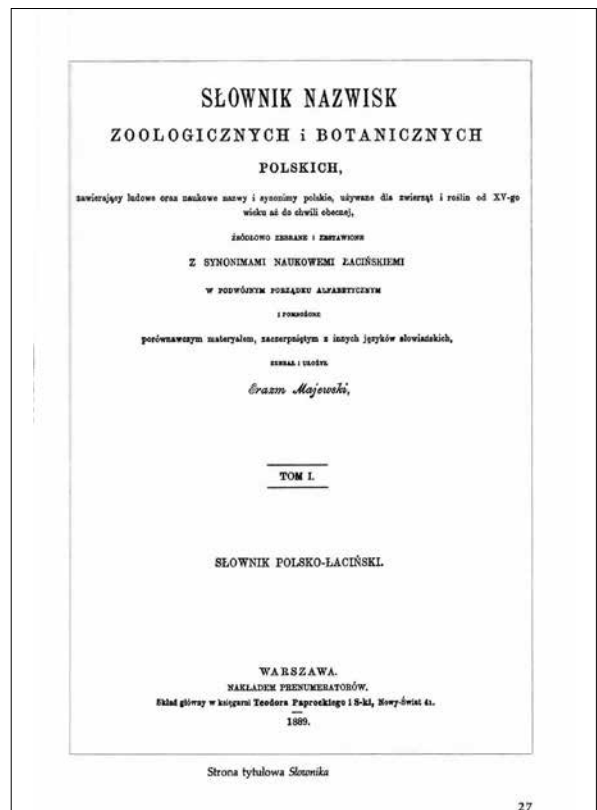 SŁOWNIK NAZWISK
ZOOLOGICZNYCH i BOTANICZNYCH
POLSKICH,
zawierający ludowe oraz naukowe nazwy i synonimy polskie, używane dla zwierząt i roślin od XV-go
wieku aż do chwili obecnej,
źródłowo zebrane i zestawione
Z SYNONIMAMI NAUKOWEMI ŁACIŃSKIEMI
W PODWÓJNYM PORZĄDKU ALFABETYCZNYM
I POMNOŻONE
porównawczym materyałem, zaczerpniętym z innych języków słowiańskich,
ZEBRAŁ I UŁOŻYŁ
Erazm Majewski,
TOM I.
SŁOWNIK POLSKO-ŁACIŃSKI.
WARSZAWA.
NAKŁADEM PRENUMERATORÓW.
Skład główny w księgarni Teodora Paprockiego i S-ki, Nowy-Świat 41.
1889.
Strona tytułowa Słownika
27